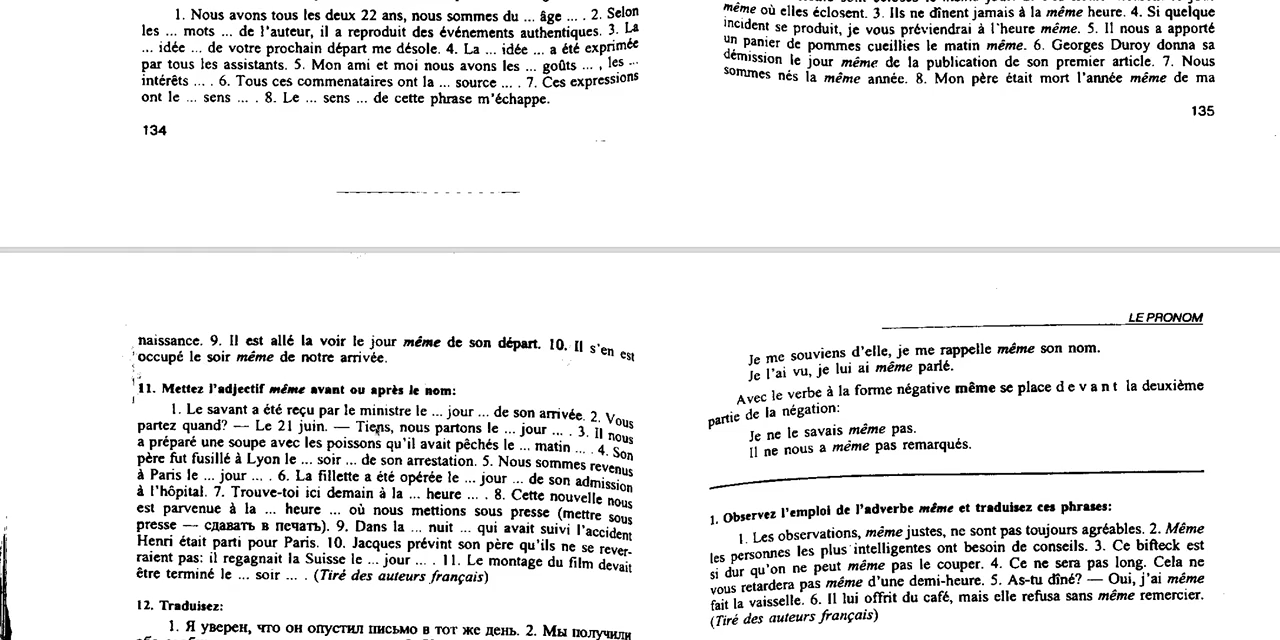 1. Nous avons tous les deux 22 ans, nous sommes du ... âge ... . 2. Selon
les ... mots ... de l'auteur, il a reproduit des événements authentiques. 3. La
... idée ... de votre prochain départ me désole. 4. La ... idée ... a été exprimée
par tous les assistants. 5. Mon ami et moi nous avons les ... goûts ... , les ...
intérêts ... . 6. Tous ces commenataires ont la ... source ... . 7. Ces expressions
ont le ... sens ... . 8. Le ... sens ... de cette phrase m'échappe.
134
même où elles éclosent. 3. Ils ne dînent jamais à la même heure. 4. Si quelque
incident se produit, je vous préviendrai à l'heure même. 5. Il nous a apporté
un panier de pommes cueillies le matin même. 6. Georges Duroy donna sa
démission le jour même de la publication de son premier article. 7. Nous
sommes nés la même année. 8. Mon père était mort l'année même de ma
135
naissance. 9. Il est allé la voir le jour même de son départ. 10. Il s'en est
occupé le soir même de notre arrivée.
11. Mettez l'adjectif même avant ou après le nom:
1. Le savant a été reçu par le ministre le ... jour ... de son arrivée. 2. Vous
partez quand? — Le 21 juin. — Tiens, nous partons le ... jour ... . 3. Il nous
a préparé une soupe avec les poissons qu'il avait pêchés le ... matin ... . 4. Son
père fut fusillé à Lyon le ... soir ... de son arrestation. 5. Nous sommes revenus
à Paris le ... jour ... . 6. La fillette a été opérée le ... jour ... de son admission
à l'hôpital. 7. Trouve-toi ici demain à la ... heure ... . 8. Cette nouvelle nous
est parvenue à la ... heure ... où nous mettions sous presse (mettre sous
presse — сдавать в печать). 9. Dans la ... nuit ... qui avait suivi l'accident
Henri était parti pour Paris. 10. Jacques prévint son père qu'ils ne se rever-
raient pas: il regagnait la Suisse le ... jour ... . 11. Le montage du film devait
être terminé le ... soir ... . (Tiré des auteurs français)
12. Traduisez:
1. Я уверен, что он опустил письмо в тот же день. 2. Мы получили
LE PRONOM
Je me souviens d'elle, je me rappelle même son nom.
Je l'ai vu, je lui ai même parlé.
Avec le verbe à la forme négative même se place devant la deuxième
partie de la négation:
Je ne le savais même pas.
Il ne nous a même pas remarqués.
1. Observez l'emploi de l'adverbe même et traduisez ces phrases:
1. Les observations, même justes, ne sont pas toujours agréables. 2. Même
les personnes les plus intelligentes ont besoin de conseils. 3. Ce bifteck est
si dur qu'on ne peut même pas le couper. 4. Ce ne sera pas long. Cela ne
vous retardera pas même d'une demi-heure. 5. As-tu dîné? — Oui, j'ai même
fait la vaisselle. 6. Il lui offrit du café, mais elle refusa sans même remercier.
(Tiré des auteurs français)